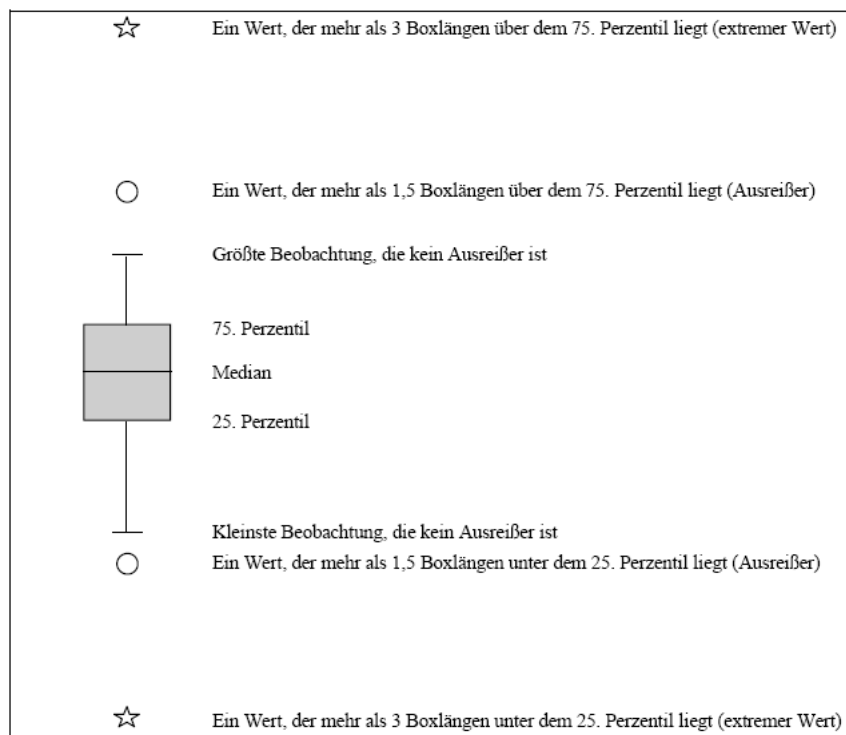 Ein Wert, der mehr als 3 Boxlängen über dem 75. Perzentil liegt (extremer Wert)
Ein Wert, der mehr als 1,5 Boxlängen über dem 75. Perzentil liegt (Ausreißer)
Größte Beobachtung, die kein Ausreißer ist
75. Perzentil
Median
25. Perzentil
Kleinste Beobachtung, die kein Ausreißer ist
Ein Wert, der mehr als 1,5 Boxlängen unter dem 25. Perzentil liegt (Ausreißer)
Ein Wert, der mehr als 3 Boxlängen unter dem 25. Perzentil liegt (extremer Wert)